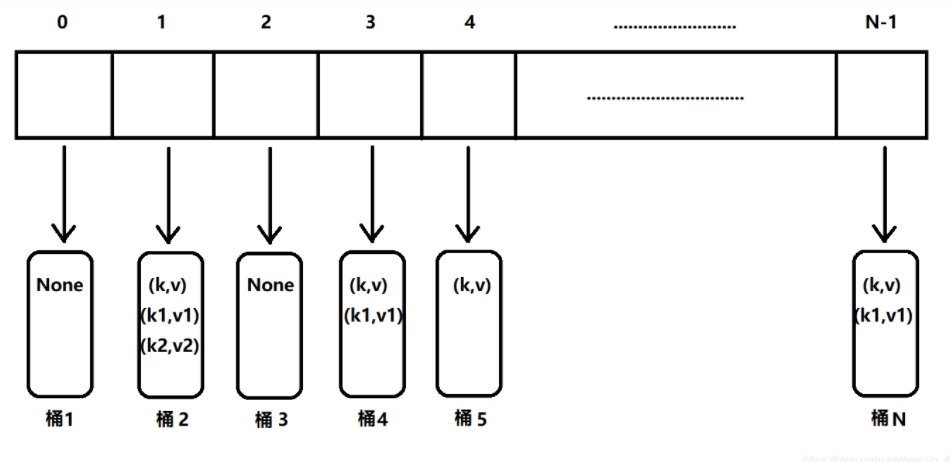 0 1 2 3 4 ......................... N-1
................................
None (k,v) None (k,v) (k,v) (k,v)
(k1,v1) (k1,v1) (k1,v1)
(k2,v2)
桶1 桶2 桶3 桶4 桶5 桶N